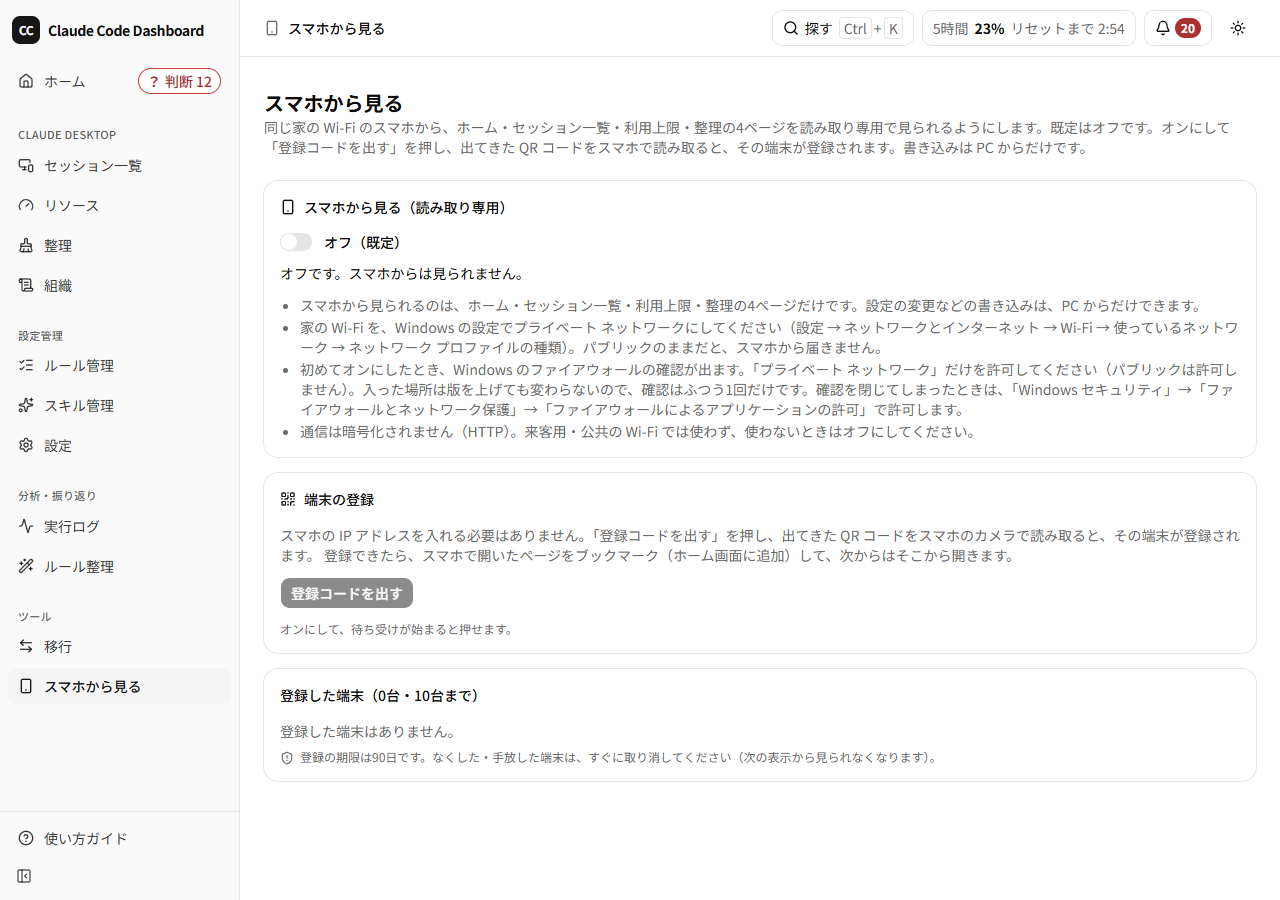 CC Claude Code Dashboard
ホーム
? 判断 12
CLAUDE DESKTOP
セッション一覧
リソース
整理
組織
設定管理
ルール管理
スキル管理
設定
分析・振り返り
実行ログ
ルール整理
ツール
移行
スマホから見る
使い方ガイド
スマホから見る
探す Ctrl + K
5時間 23% リセットまで 2:54
20
スマホから見る
同じ家の Wi-Fi のスマホから、ホーム・セッション一覧・利用上限・整理の4ページを読み取り専用で見られるようにします。既定はオフです。オンにして
「登録コードを出す」を押し、出てきた QR コードをスマホで読み取ると、その端末が登録されます。書き込みは PC からだけです。
スマホから見る（読み取り専用）
オフ（既定）
オフです。スマホからは見られません。
• スマホから見られるのは、ホーム・セッション一覧・利用上限・整理の4ページだけです。設定の変更などの書き込みは、PC からだけできます。
• 家の Wi-Fi を、Windows の設定でプライベート ネットワークにしてください（設定 → ネットワークとインターネット → Wi-Fi → 使っているネットワ
ーク → ネットワーク プロファイルの種類）。パブリックのままだと、スマホから届きません。
• 初めてオンにしたとき、Windows のファイアウォールの確認が出ます。「プライベート ネットワーク」だけを許可してください（パブリックは許可し
ません）。入った場所は版を上げても変わらないので、確認はふつう1回だけです。確認を閉じてしまったときは、「Windows セキュリティ」→「ファ
イアウォールとネットワーク保護」→「ファイアウォールによるアプリケーションの許可」で許可します。
• 通信は暗号化されません（HTTP）。来客用・公共の Wi-Fi では使わず、使わないときはオフにしてください。
端末の登録
スマホの IP アドレスを入れる必要はありません。「登録コードを出す」を押し、出てきた QR コードをスマホのカメラで読み取ると、その端末が登録され
ます。 登録できたら、スマホで開いたページをブックマーク（ホーム画面に追加）して、次からはそこから開きます。
登録コードを出す
オンにして、待ち受けが始まると押せます。
登録した端末（0台・10台まで）
登録した端末はありません。
登録の期限は90日です。なくした・手放した端末は、すぐに取り消してください（次の表示から見られなくなります）。